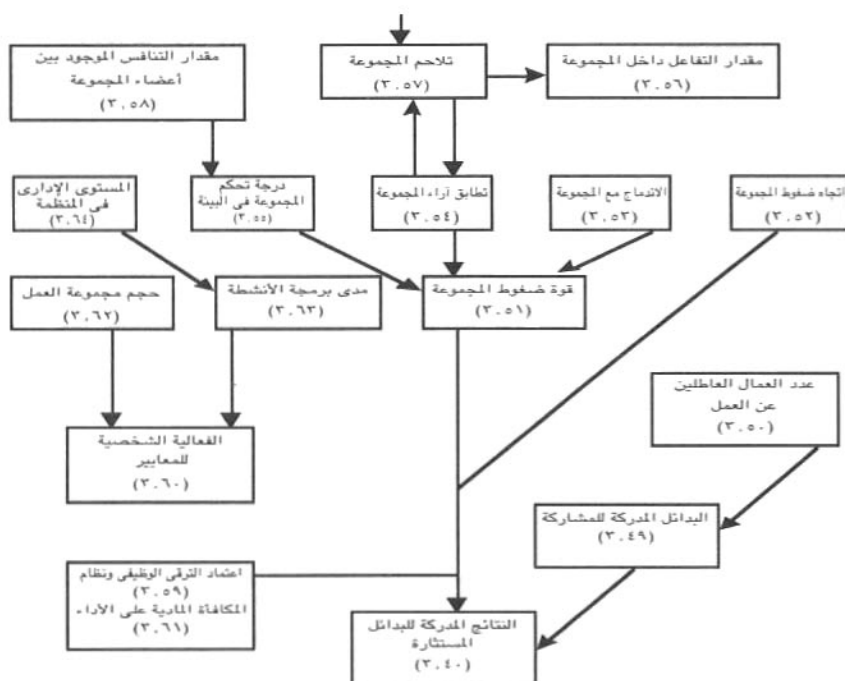 مقدار التنافس الموجود بين
أعضاء المجموعة
(٣.٥٨)
تلاحم المجموعة
(٣.٥٧)
مقدار التفاعل داخل المجموعة
(٣.٥٦)
المستوى الإدارى
فى المنظمة
(٣.٦٤)
درجة تحكم
المجموعة فى البيئة
(٣.٥٥)
تطابق آراء المجموعة
(٣.٥٤)
الاندماج مع المجموعة
(٣.٥٣)
اتجاه ضغوط المجموعة
(٣.٥٢)
حجم مجموعة العمل
(٣.٦٢)
مدى برمجة الأنشطة
(٣.٦٣)
قوة ضغوط المجموعة
(٣.٥١)
عدد العمال العاطلين
عن العمل
(٣.٥٠)
الفعالية الشخصية
للمعايير
(٣.٦٠)
البدائل المدركة للمشاركة
(٣.٤٩)
اعتماد الترقى الوظيفى ونظام
(٣.٥٩)
المكافأة المادية على الأداء
(٣.٦١)
النتائج المدركة للبدائل
المستثارة
(٣.٤٠)